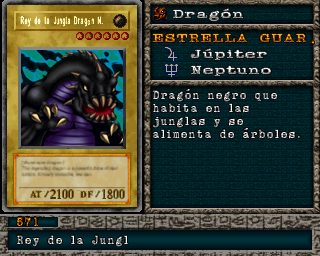 Rey de la Jungla Dragón N.
AT/2100 DF/1800
Dragón
ESTRELLA GUAR.
Júpiter
Neptuno
Dragón negro que
habita en las
junglas y se
alimenta de árboles.
571
Rey de la Jungl